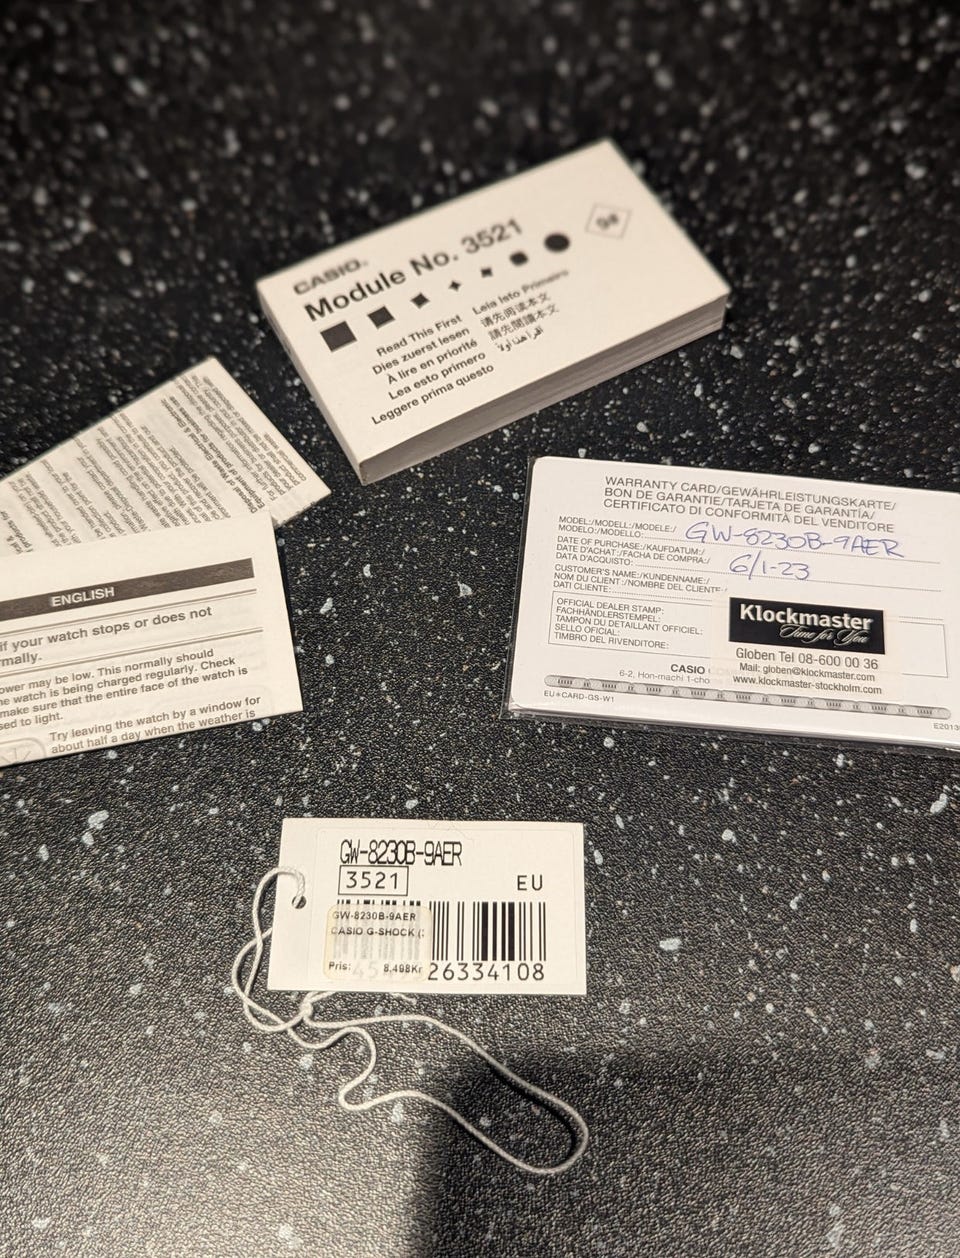 CASIO.
Module No. 3521
g#
Read This First Leia Isto Primeiro
Dies zuerst lesen 请先阅读本文
À lire en priorité 請先閱讀本文
Lea esto primero اقرأ هذا أولا
Leggere prima questo
ENGLISH
if your watch stops or does not
rmally.
ower may be low. This normally should
he watch is being charged regularly. Check
make sure that the entire face of the watch is
sed to light.
Try leaving the watch by a window for
about half a day when the weather is
WARRANTY CARD/GEWÄHRLEISTUNGSKARTE/
BON DE GARANTIE/TARJETA DE GARANTÍA/
CERTIFICATO DI CONFORMITÀ DEL VENDITORE
MODEL:/MODELL:/MODELE:/
MODELO:/MODELLO: GW-8230B-9AER
DATE OF PURCHASE:/KAUFDATUM:/
DATE D'ACHAT:/FACHA DE COMPRA:/
DATA D'ACQUISTO: 6/1-23
CUSTOMER'S NAME:/KUNDENNAME:/
NOM DU CLIENT:/NOMBRE DEL CLIENTE:/
DATI CLIENTE:
OFFICIAL DEALER STAMP:
FACHHÄNDLERSTEMPEL:
TAMPON DU DETAILLANT OFFICIEL:
SELLO OFICIAL:
TIMBRO DEL RIVENDITORE:
Klockmaster
Time for You
Globen Tel 08-600 00 36
Mail: globen@klockmaster.com
www.klockmaster-stockholm.com
CASIO
6-2, Hon-machi 1-cho
EU*CARD-GS-W1
E2013
GW-8230B-9AER
3521
EU
GW-8230B-9AER
CASIO G-SHOCK (
Pris: 8.498Kr
26334108